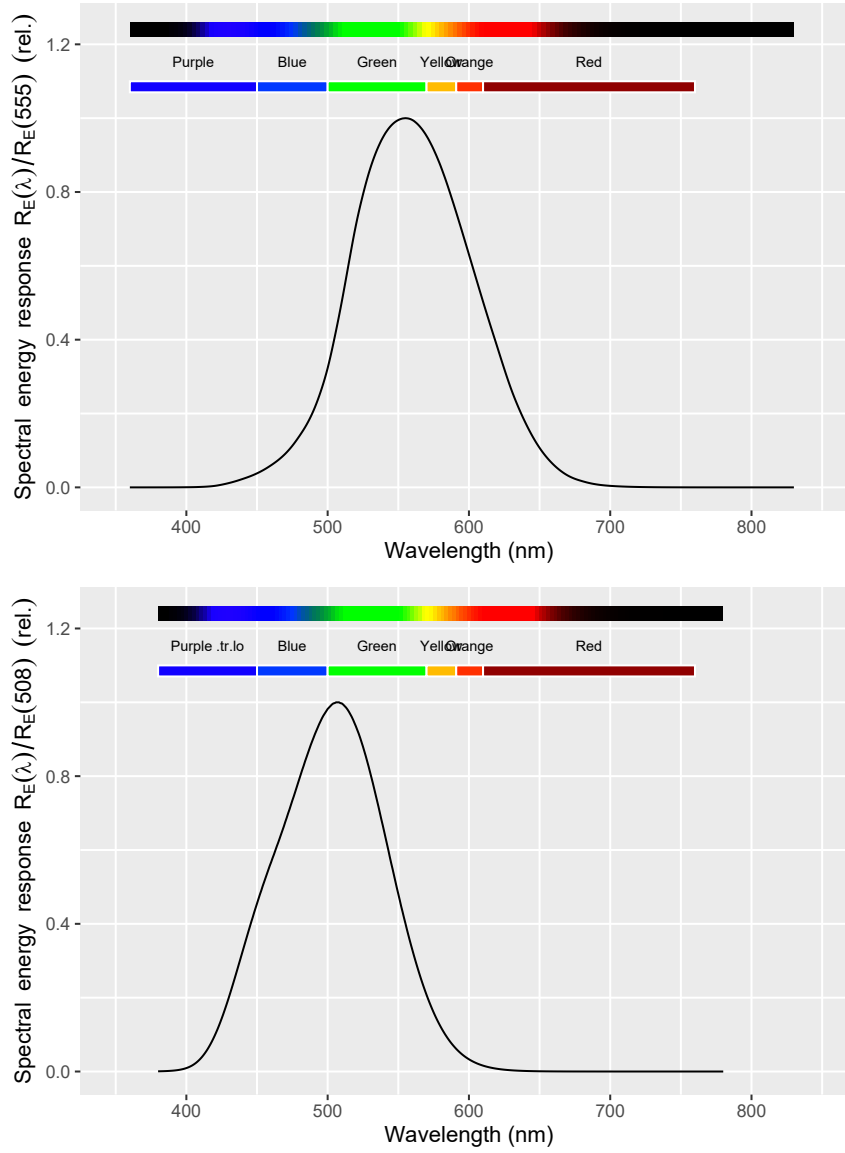 Spectral energy response R_E(λ)/R_E(555) (rel.)
1.2
0.8
0.4
0.0
Purple Blue Green Yellow Orange Red
400 500 600 700 800
Wavelength (nm)
Spectral energy response R_E(λ)/R_E(508) (rel.)
1.2
0.8
0.4
0.0
Purple .tr.lo Blue Green Yellow Orange Red
400 500 600 700 800
Wavelength (nm)